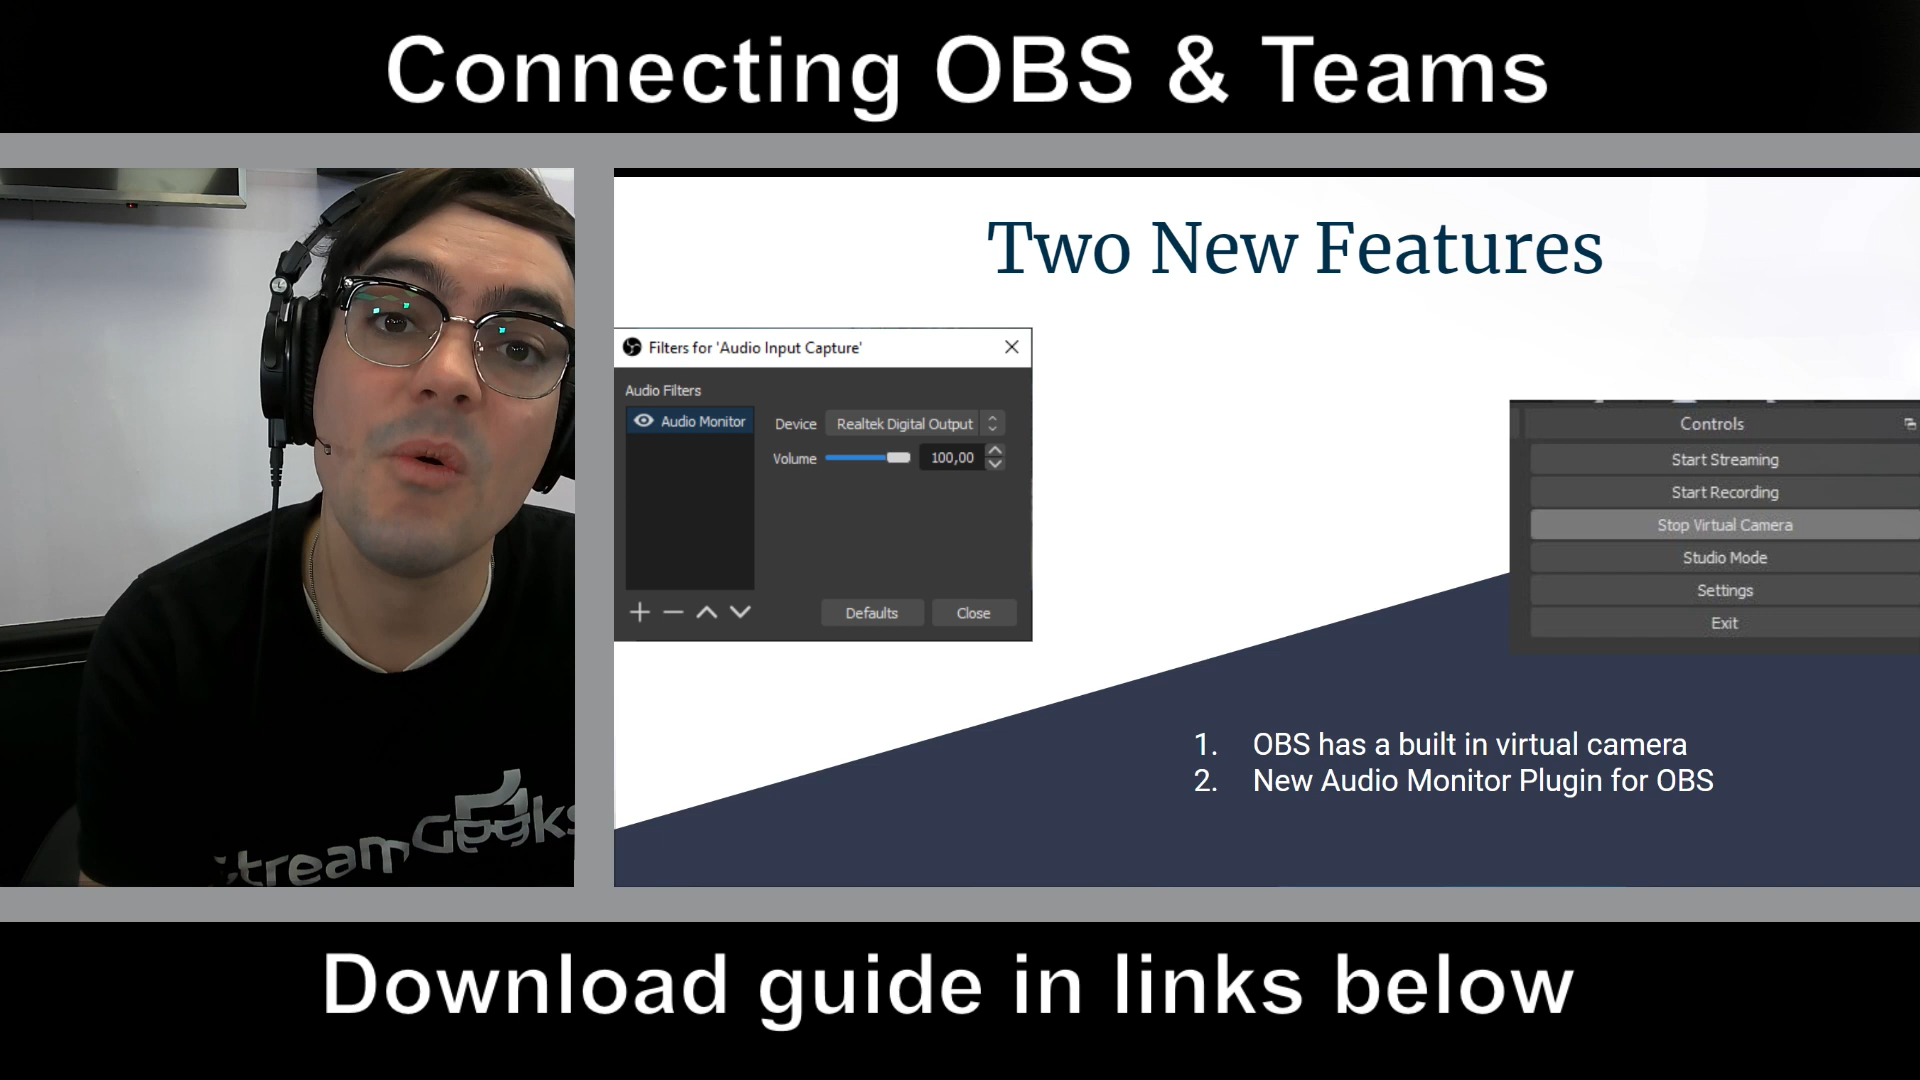 Connecting OBS & Teams
Two New Features
Filters for 'Audio Input Capture'
Audio Filters
Audio Monitor
Device Realtek Digital Output
Volume 100,00
Defaults Close
Controls
Start Streaming
Start Recording
Stop Virtual Camera
Studio Mode
Settings
Exit
1. OBS has a built in virtual camera
2. New Audio Monitor Plugin for OBS
StreamGeeks
Download guide in links below